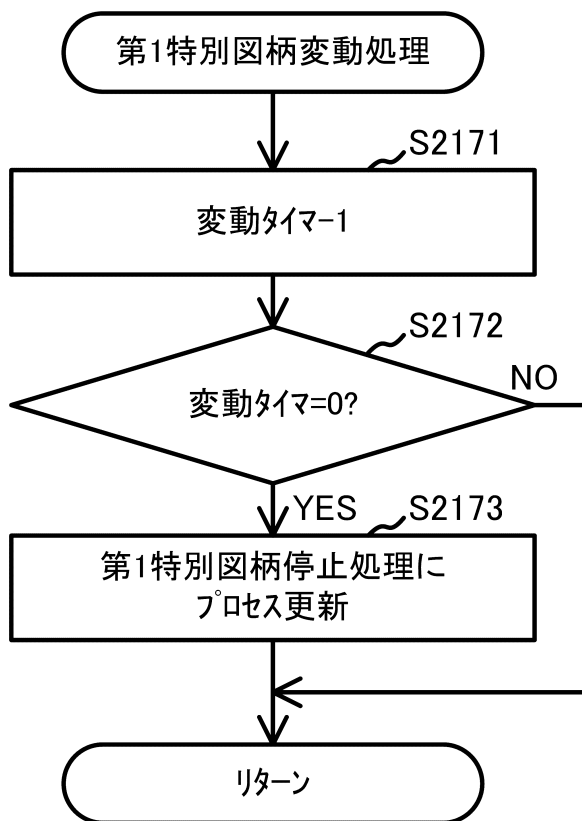 第1特別図柄変動処理
S2171
変動タイマ-1
S2172
変動タイマ=0?
NO
YES
S2173
第1特別図柄停止処理に
プロセス更新
リターン